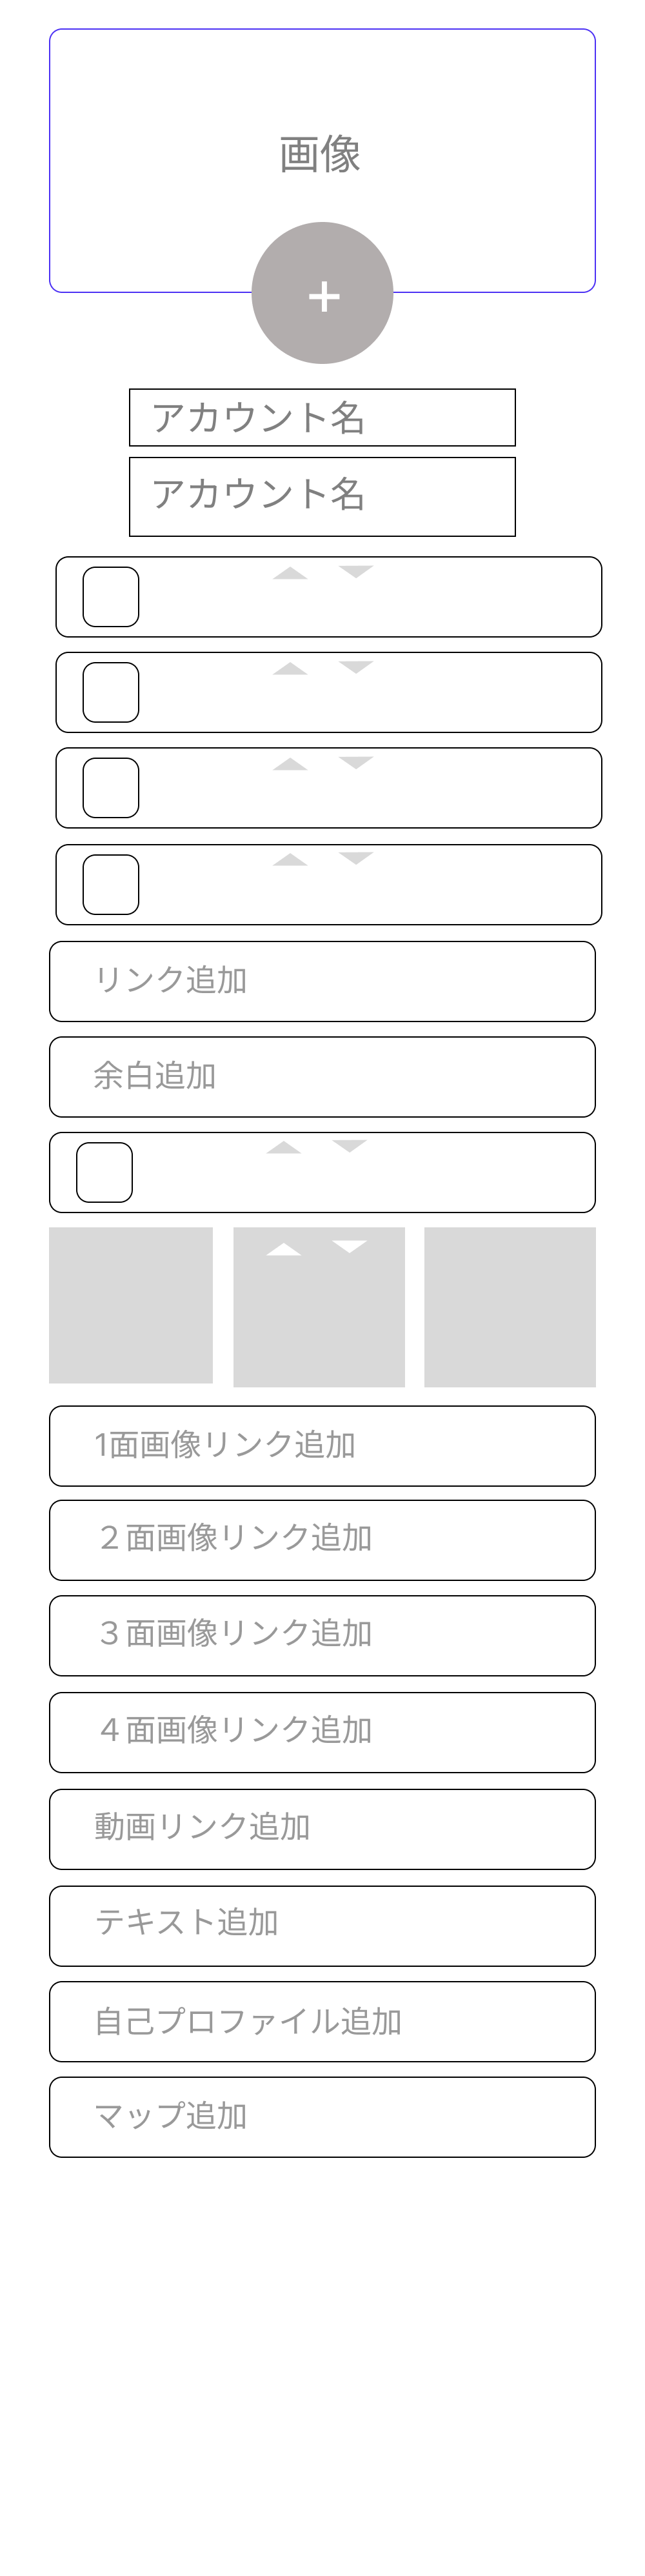 画像
+
アカウント名
アカウント名
リンク追加
余白追加
1面画像リンク追加
２面画像リンク追加
３面画像リンク追加
４面画像リンク追加
動画リンク追加
テキスト追加
自己プロファイル追加
マップ追加